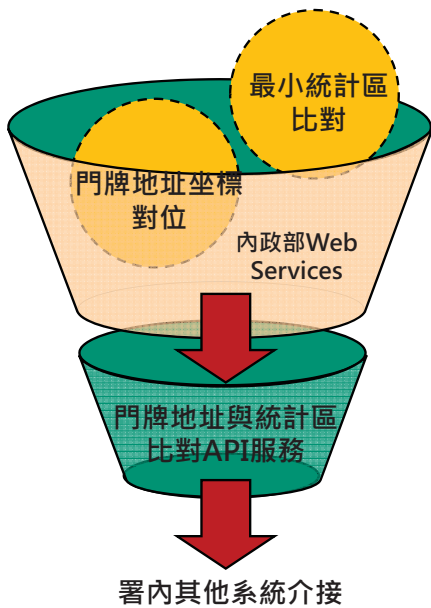 最小統計區
比對
門牌地址坐標
對位
內政部Web
Services
門牌地址與統計區
比對API服務
署內其他系統介接